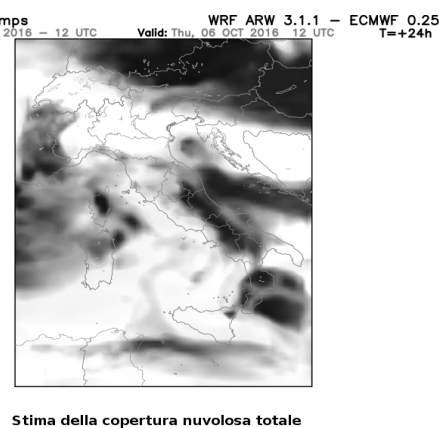 mps WRF ARW 3.1.1 – ECMWF 0.25
2016 – 12 UTC Valid: Thu, 06 OCT 2016 12 UTC T=+24h
Stima della copertura nuvolosa totale